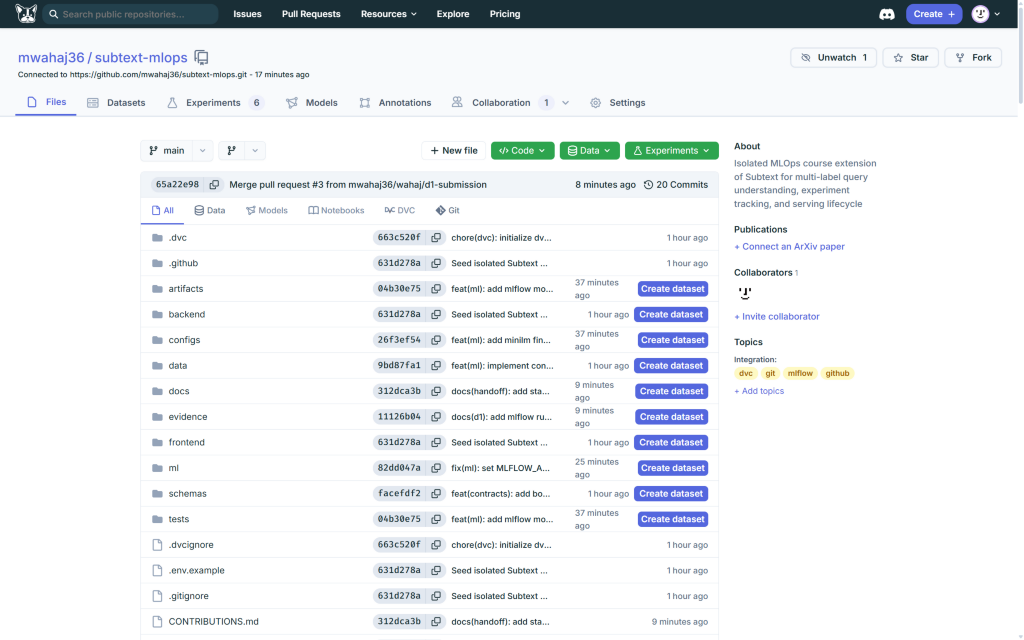 Search public repositories...
Issues Pull Requests Resources Explore Pricing
Create +
mwahaj36 / subtext-mlops
Unwatch 1 Star Fork
Connected to https://github.com/mwahaj36/subtext-mlops.git - 17 minutes ago
Files Datasets Experiments 6 Models Annotations Collaboration 1 Settings
main + New file </> Code Data Experiments
65a22e98 Merge pull request #3 from mwahaj36/wahaj/d1-submission 8 minutes ago 20 Commits
All Data Models Notebooks DVC Git
.dvc 663c520f chore(dvc): initialize dv... 1 hour ago
.github 631d278a Seed isolated Subtext ... 1 hour ago
artifacts 04b30e75 feat(ml): add mlflow mo... 37 minutes ago Create dataset
backend 631d278a Seed isolated Subtext ... 1 hour ago Create dataset
configs 26f3ef54 feat(ml): add minilm fin... 37 minutes ago Create dataset
data 9bd87fa1 feat(ml): implement con... 1 hour ago Create dataset
docs 312dca3b docs(handoff): add sta... 9 minutes ago Create dataset
evidence 11126b04 docs(d1): add mlflow ru... 9 minutes ago Create dataset
frontend 631d278a Seed isolated Subtext ... 1 hour ago Create dataset
ml 82dd047a fix(ml): set MLFLOW_A... 25 minutes ago Create dataset
schemas facefdf2 feat(contracts): add bo... 1 hour ago Create dataset
tests 04b30e75 feat(ml): add mlflow mo... 37 minutes ago Create dataset
.dvcignore 663c520f chore(dvc): initialize dv... 1 hour ago
.env.example 631d278a Seed isolated Subtext ... 1 hour ago
.gitignore 631d278a Seed isolated Subtext ... 1 hour ago
CONTRIBUTIONS.md 312dca3b docs(handoff): add sta... 9 minutes ago
About
Isolated MLOps course extension
of Subtext for multi-label query
understanding, experiment
tracking, and serving lifecycle
Publications
+ Connect an ArXiv paper
Collaborators 1
+ Invite collaborator
Topics
Integration:
dvc git mlflow github
+ Add topics